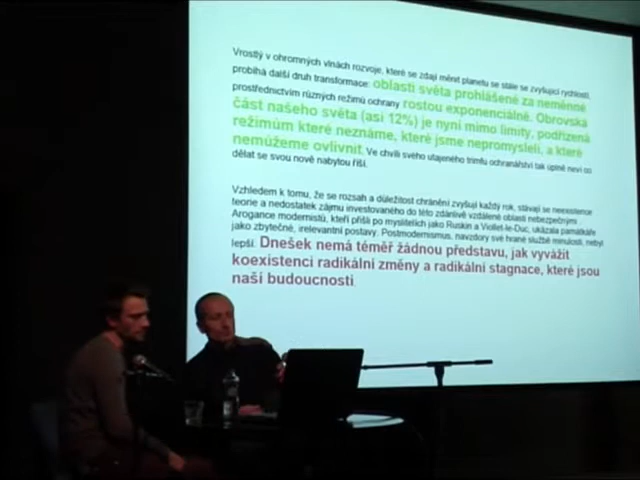 Vrostlý v ohromných vlnách rozvoje, které se zdají měnit planetu se stále se zvyšující rychlostí,
probíhá další druh transformace: oblasti světa prohlášené za neměnné
prostřednictvím různých režimů ochrany rostou exponenciálně. Obrovská
část našeho světa (asi 12%) je nyní mimo limity, podřízená
režimům které neznáme, které jsme nepromysleli, a které
nemůžeme ovlivnit. Ve chvíli svého utajeného trimfu ochranářství tak úplně neví co
dělat se svou nově nabytou říší.
Vzhledem k tomu, že se rozsah a důležitost chránění zvyšují každý rok, stávají se neexistence
teorie a nedostatek zájmu investovaného do této zdánlivě vzdálené oblasti nebezpečnými.
Arogance modernistů, kteří přišli po myslitelích jako Ruskin a Viollet-le-Duc, ukázala památkáře
jako zbytečné, irelevantní postavy. Postmodernismus, navzdory své hrané službě minulosti, nebyl
lepší. Dnešek nemá téměř žádnou představu, jak vyvážit
koexistenci radikální změny a radikální stagnace, které jsou
naší budoucností.